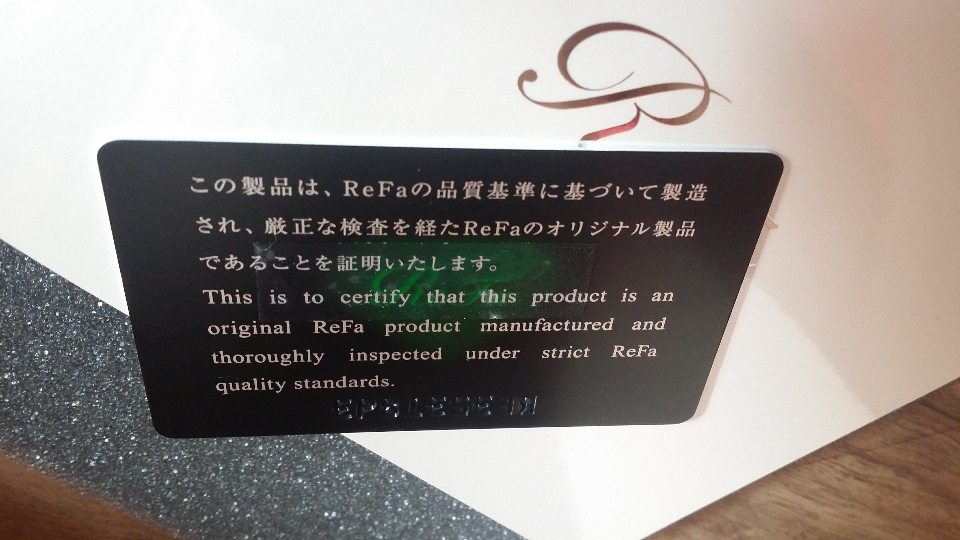 この製品は、ReFaの品質基準に基づいて製造
され、厳正な検査を経たReFaのオリジナル製品
であることを証明いたします。
This is to certify that this product is an
original ReFa product manufactured and
thoroughly inspected under strict ReFa
quality standards.